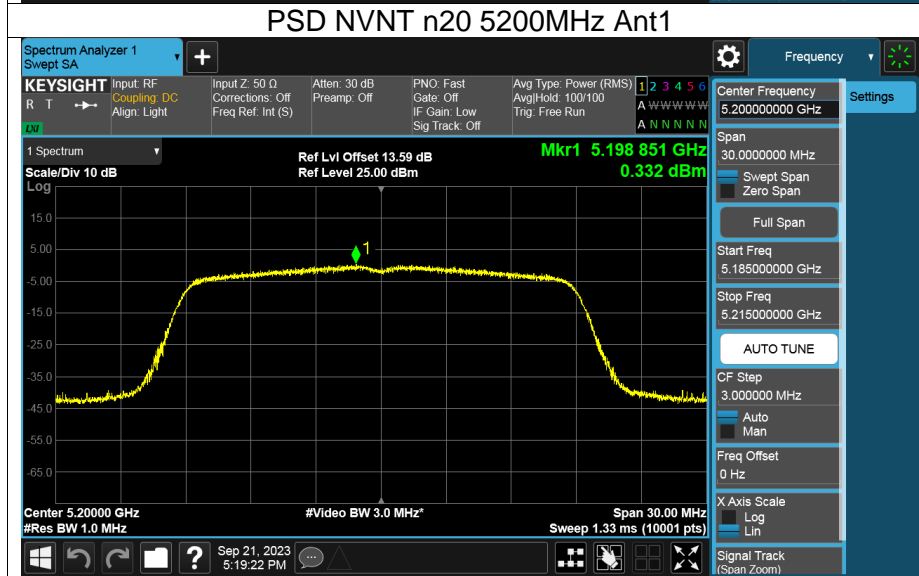 PSD NVNT n20 5200MHz Ant1
Spectrum Analyzer 1
Swept SA
+
Frequency
KEYSIGHT
R T
LXI
Input: RF
Coupling: DC
Align: Light
Input Z: 50 Ω
Corrections: Off
Freq Ref: Int (S)
Atten: 30 dB
Preamp: Off
PNO: Fast
Gate: Off
IF Gain: Low
Sig Track: Off
Avg Type: Power (RMS)
Avg|Hold: 100/100
Trig: Free Run
1 2 3 4 5 6
A W W W W W
A N N N N N
1 Spectrum
Scale/Div 10 dB
Log
Ref Lvl Offset 13.59 dB
Ref Level 25.00 dBm
Mkr1 5.198 851 GHz
0.332 dBm
1
15.0
5.00
-5.00
-15.0
-25.0
-35.0
-45.0
-55.0
-65.0
Center 5.20000 GHz
#Res BW 1.0 MHz
#Video BW 3.0 MHz*
Span 30.00 MHz
Sweep 1.33 ms (10001 pts)
Center Frequency
5.200000000 GHz
Span
30.0000000 MHz
Swept Span
Zero Span
Full Span
Start Freq
5.185000000 GHz
Stop Freq
5.215000000 GHz
AUTO TUNE
CF Step
3.000000 MHz
Auto
Man
Freq Offset
0 Hz
X Axis Scale
Log
Lin
Signal Track
(Span Zoom)
Settings
?
Sep 21, 2023
5:19:22 PM